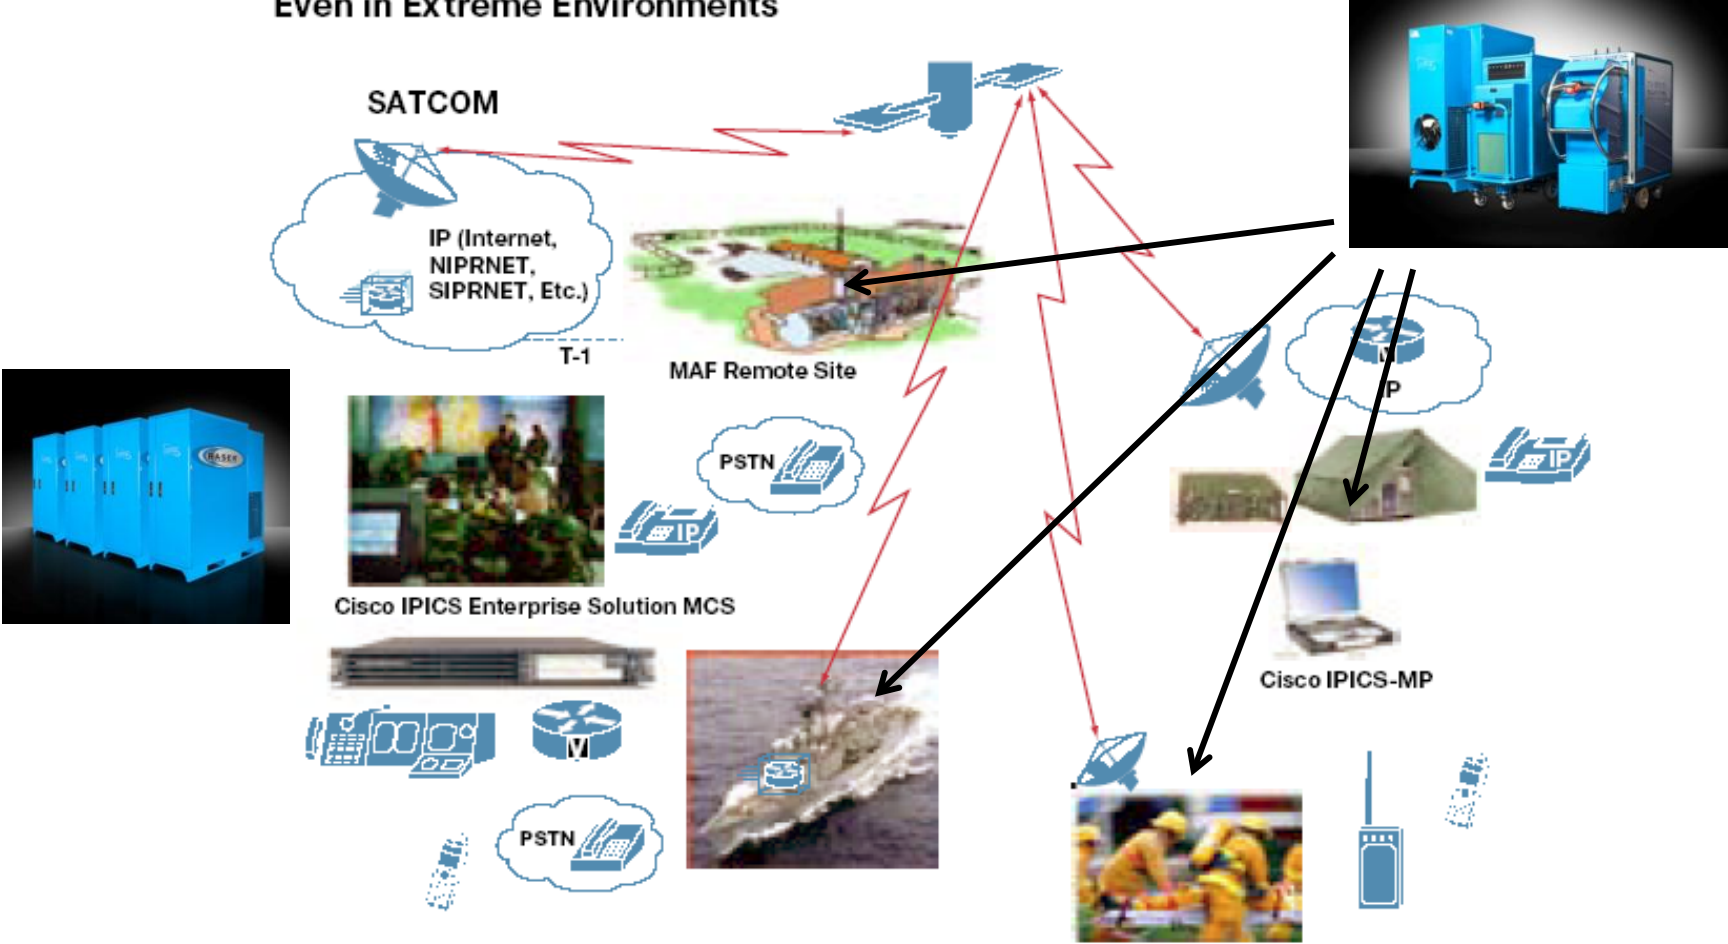 Even in Extreme Environments
SATCOM
IP (Internet,
NIPRNET,
SIPRNET, Etc.)
T-1
MAF Remote Site
IP
PSTN
IP
IP
RASER
Cisco IPICS Enterprise Solution MCS
Cisco IPICS-MP
V
PSTN